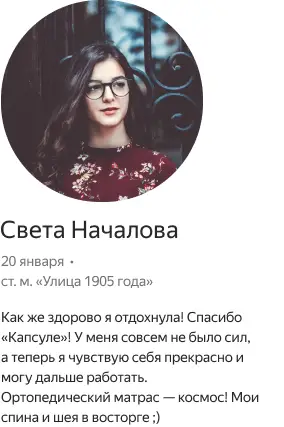 Света Началова
20 января •
ст. м. «Улица 1905 года»
Как же здорово я отдохнула! Спасибо
«Капсуле»! У меня совсем не было сил,
а теперь я чувствую себя прекрасно и
могу дальше работать.
Ортопедический матрас — космос! Мои
спина и шея в восторге ;)